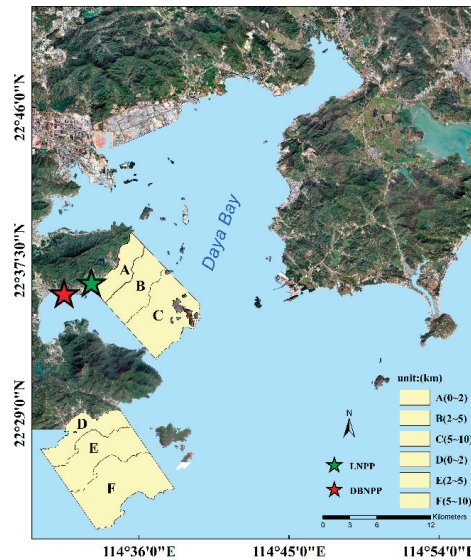 22°46'0"N
22°37'30"N
22°29'0"N
Daya Bay
A
B
C
D
E
F
unit:(km)
A(0~2)
B(2~5)
C(5~10)
D(0~2)
E(2~5)
F(5~10)
N
LNPP
DBNPP
Kilometers
0 3 6 12
114°36'0"E
114°45'0"E
114°54'0"E